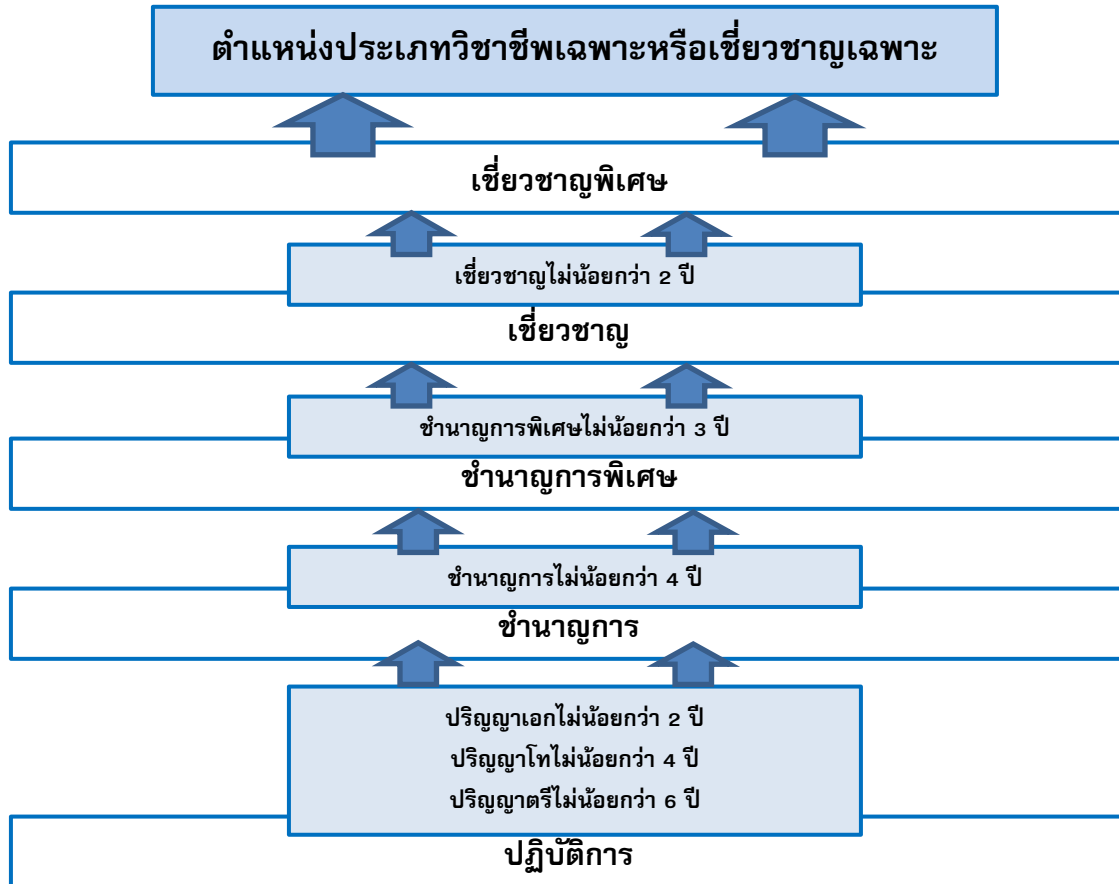 ตำแหน่งประเภทวิชาชีพเฉพาะหรือเชี่ยวชาญเฉพาะ
เชี่ยวชาญพิเศษ
เชี่ยวชาญไม่น้อยกว่า 2 ปี
เชี่ยวชาญ
ชำนาญการพิเศษไม่น้อยกว่า 3 ปี
ชำนาญการพิเศษ
ชำนาญการไม่น้อยกว่า 4 ปี
ชำนาญการ
ปริญญาเอกไม่น้อยกว่า 2 ปี
ปริญญาโทไม่น้อยกว่า 4 ปี
ปริญญาตรีไม่น้อยกว่า 6 ปี
ปฏิบัติการ